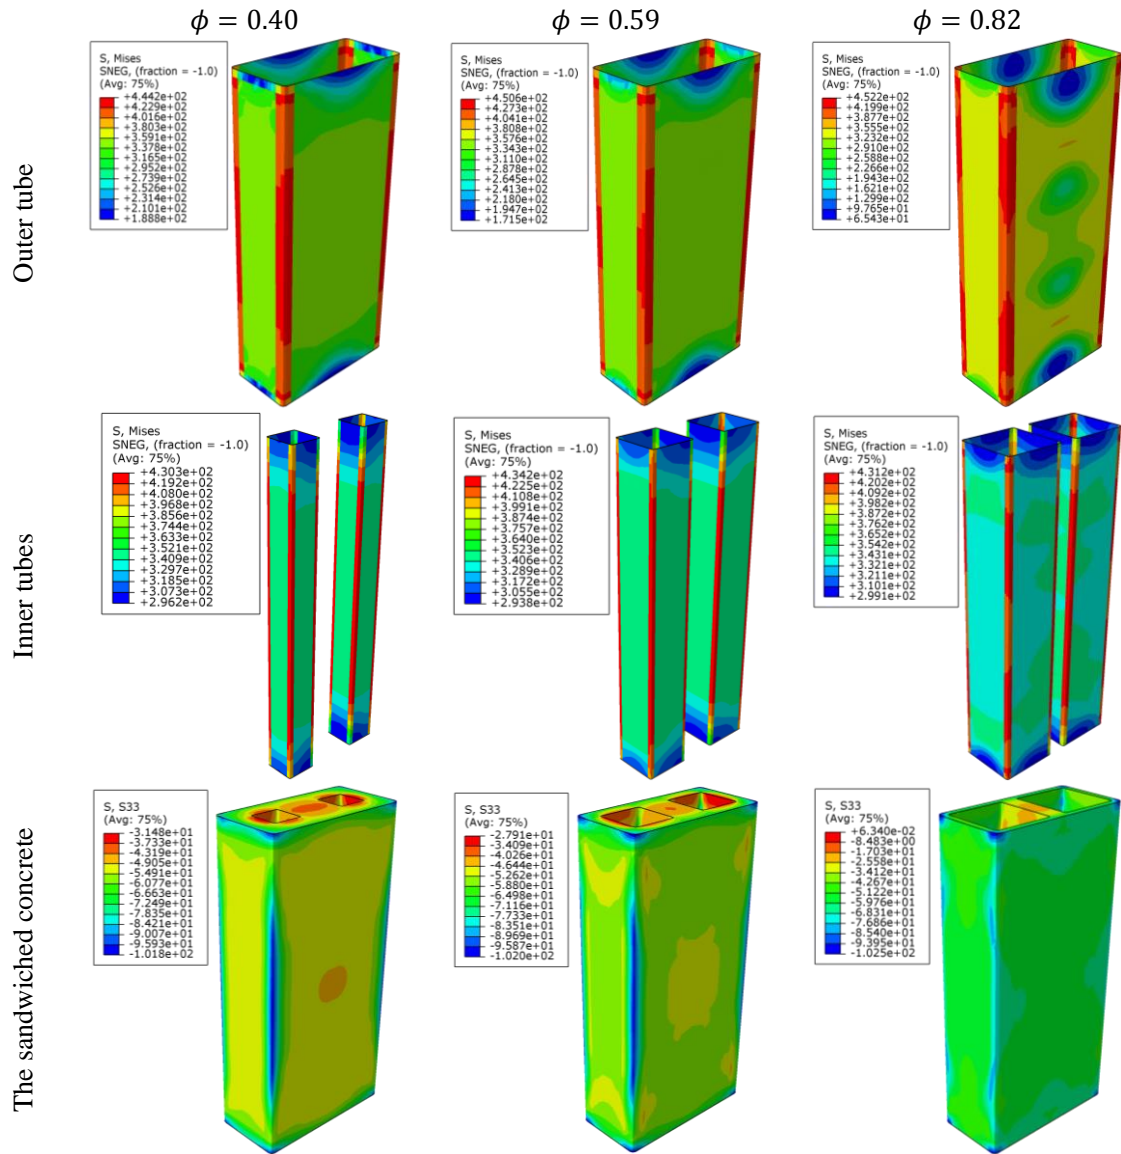 ϕ = 0.40
ϕ = 0.59
ϕ = 0.82
Outer tube
S, Mises
SNEG, (fraction = -1.0)
(Avg: 75%)
+4.442e+02
+4.229e+02
+4.016e+02
+3.803e+02
+3.591e+02
+3.378e+02
+3.165e+02
+2.952e+02
+2.739e+02
+2.526e+02
+2.314e+02
+2.101e+02
+1.888e+02
S, Mises
SNEG, (fraction = -1.0)
(Avg: 75%)
+4.506e+02
+4.273e+02
+4.041e+02
+3.808e+02
+3.576e+02
+3.343e+02
+3.110e+02
+2.878e+02
+2.645e+02
+2.413e+02
+2.180e+02
+1.947e+02
+1.715e+02
S, Mises
SNEG, (fraction = -1.0)
(Avg: 75%)
+4.522e+02
+4.199e+02
+3.877e+02
+3.555e+02
+3.232e+02
+2.910e+02
+2.588e+02
+2.266e+02
+1.943e+02
+1.621e+02
+1.299e+02
+9.765e+01
+6.543e+01
Inner tubes
S, Mises
SNEG, (fraction = -1.0)
(Avg: 75%)
+4.303e+02
+4.192e+02
+4.080e+02
+3.968e+02
+3.856e+02
+3.744e+02
+3.633e+02
+3.521e+02
+3.409e+02
+3.297e+02
+3.185e+02
+3.073e+02
+2.962e+02
S, Mises
SNEG, (fraction = -1.0)
(Avg: 75%)
+4.342e+02
+4.225e+02
+4.108e+02
+3.991e+02
+3.874e+02
+3.757e+02
+3.640e+02
+3.523e+02
+3.406e+02
+3.289e+02
+3.172e+02
+3.055e+02
+2.938e+02
S, Mises
SNEG, (fraction = -1.0)
(Avg: 75%)
+4.312e+02
+4.202e+02
+4.092e+02
+3.982e+02
+3.872e+02
+3.762e+02
+3.652e+02
+3.542e+02
+3.431e+02
+3.321e+02
+3.211e+02
+3.101e+02
+2.991e+02
The sandwiched concrete
S, S33
(Avg: 75%)
-3.148e+01
-3.733e+01
-4.319e+01
-4.905e+01
-5.491e+01
-6.077e+01
-6.663e+01
-7.249e+01
-7.835e+01
-8.421e+01
-9.007e+01
-9.593e+01
-1.018e+02
S, S33
(Avg: 75%)
-2.791e+01
-3.409e+01
-4.026e+01
-4.644e+01
-5.262e+01
-5.880e+01
-6.498e+01
-7.116e+01
-7.733e+01
-8.351e+01
-8.969e+01
-9.587e+01
-1.020e+02
S, S33
(Avg: 75%)
+6.340e-02
-8.483e+00
-1.703e+01
-2.558e+01
-3.412e+01
-4.267e+01
-5.122e+01
-5.976e+01
-6.831e+01
-7.686e+01
-8.540e+01
-9.395e+01
-1.025e+02